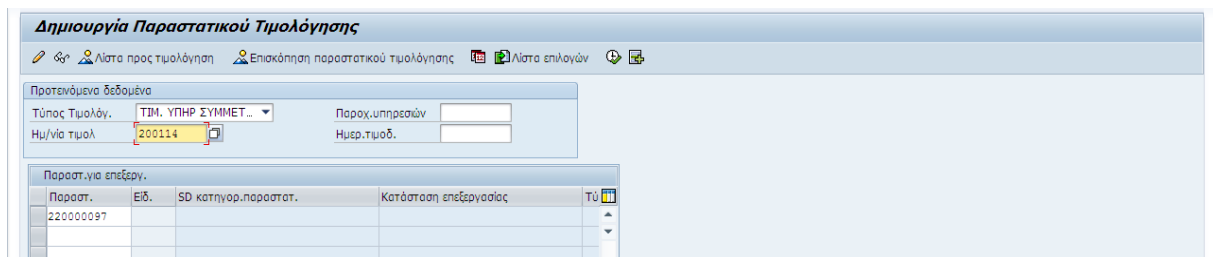 Δημιουργία Παραστατικού Τιμολόγησης
Λίστα προς τιμολόγηση Επισκόπηση παραστατικού τιμολόγησης Λίστα επιλογών
Προτεινόμενα δεδομένα
Τύπος Τιμολόγ. ΤΙΜ. ΥΠΗΡ ΣΥΜΜΕΤ... Παροχ.υπηρεσιών
Ημ/νία τιμολ 200114 Ημερ.τιμοδ.
Παραστ.για επεξεργ.
Παραστ. Είδ. SD κατηγορ.παραστατ. Κατάσταση επεξεργασίας Τύ
220000097